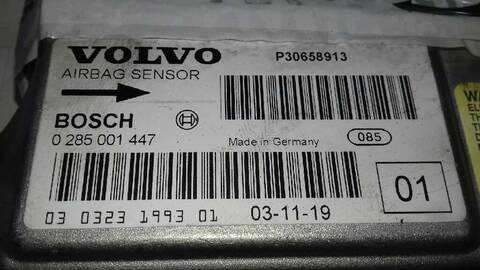 VOLVO
P30658913
AIRBAG SENSOR
BOSCH
0 285 001 447
Made in Germany
085
01
03 0323 1993 01
03-11-19